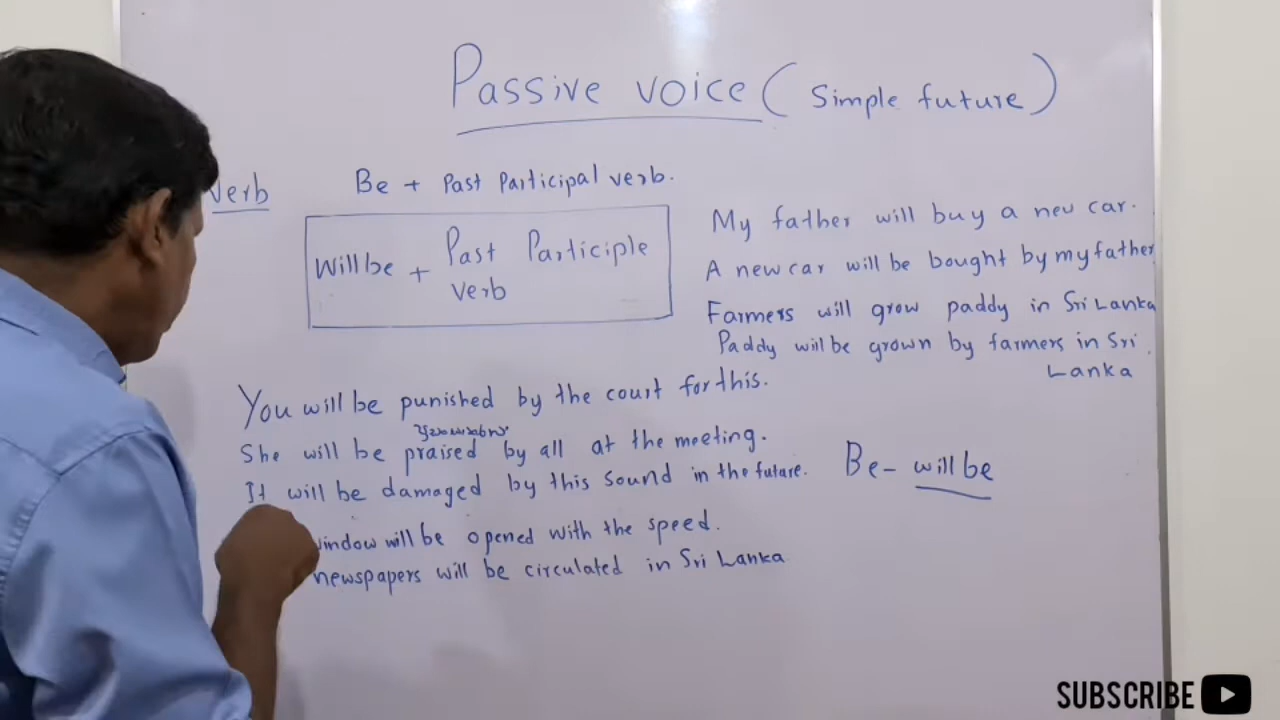 Passive voice ( Simple future )
Verb
Be + Past Participal verb.
Will be + Past Participle verb
My father will buy a new car.
A new car will be bought by my father
Farmers will grow paddy in Sri Lanka
Paddy will be grown by farmers in Sri Lanka
You will be punished by the court for this.
She will be praised by all at the meeting.
It will be damaged by this sound in the future.
Be - will be
window will be opened with the speed.
newspapers will be circulated in Sri Lanka
SUBSCRIBE